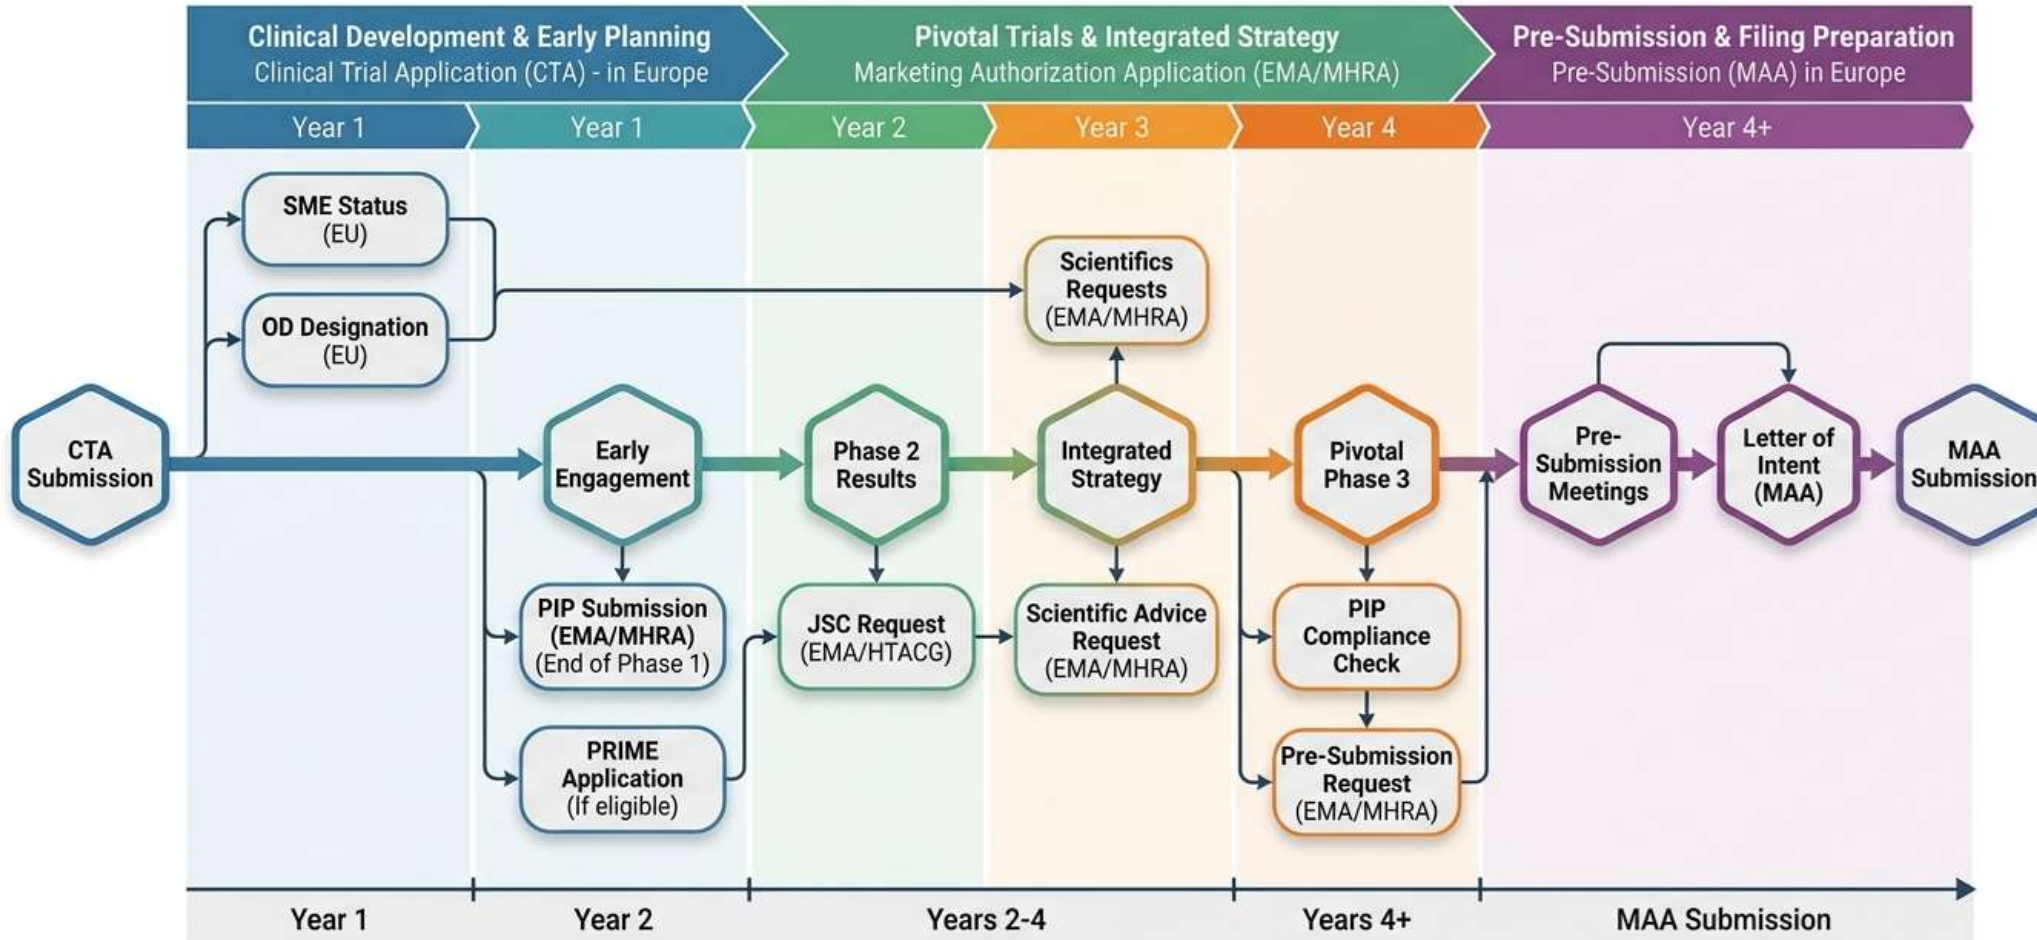 Clinical Development & Early Planning
Clinical Trial Application (CTA) - in Europe
Pivotal Trials & Integrated Strategy
Marketing Authorization Application (EMA/MHRA)
Pre-Submission & Filing Preparation
Pre-Submission (MAA) in Europe
Year 1
Year 1
Year 2
Year 3
Year 4
Year 4+
SME Status
(EU)
OD Designation
(EU)
Scientifics
Requests
(EMA/MHRA)
CTA
Submission
Early
Engagement
Phase 2
Results
Integrated
Strategy
Pivotal
Phase 3
Pre-
Submission
Meetings
Letter of
Intent
(MAA)
MAA
Submission
PIP Submission
(EMA/MHRA)
(End of Phase 1)
JSC Request
(EMA/HTACG)
Scientific Advice
Request
(EMA/MHRA)
PIP
Compliance
Check
PRIME
Application
(If eligible)
Pre-Submission
Request
(EMA/MHRA)
Year 1
Year 2
Years 2-4
Years 4+
MAA Submission